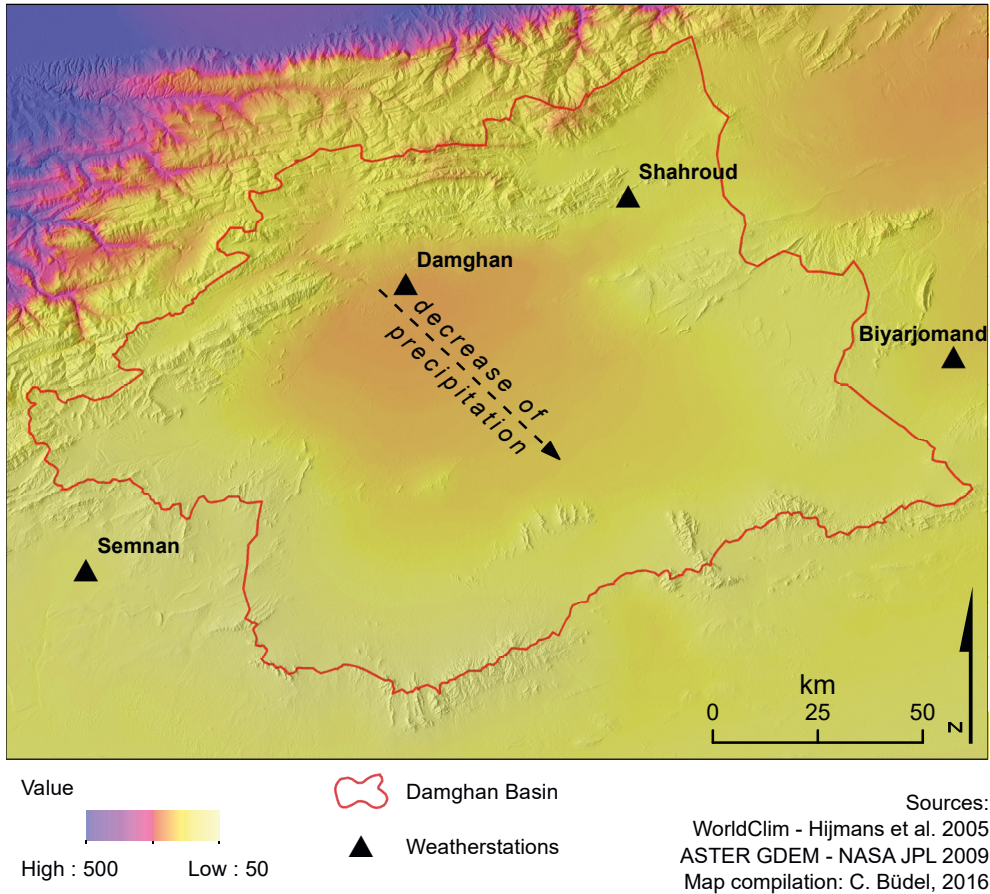 Shahroud
Damghan
decrease of
precipitation
Biyarjomand
Semnan
km
0 25 50
N
Value
High : 500 Low : 50
Damghan Basin
Weatherstations
Sources:
WorldClim - Hijmans et al. 2005
ASTER GDEM - NASA JPL 2009
Map compilation: C. Büdel, 2016